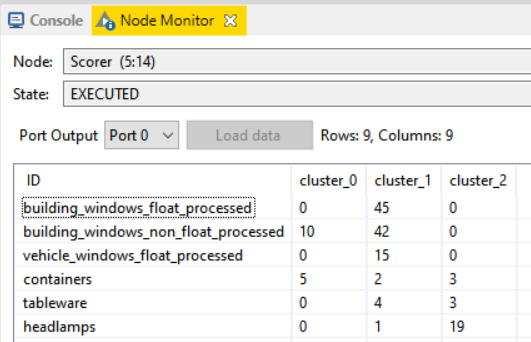 Console Node Monitor
Node: Scorer (5:14)
State: EXECUTED
Port Output Port 0 Load data Rows: 9, Columns: 9
ID cluster_0 cluster_1 cluster_2
building_windows_float_processed 0 45 0
building_windows_non_float_processed 10 42 0
vehicle_windows_float_processed 0 15 0
containers 5 2 3
tableware 0 4 3
headlamps 0 1 19